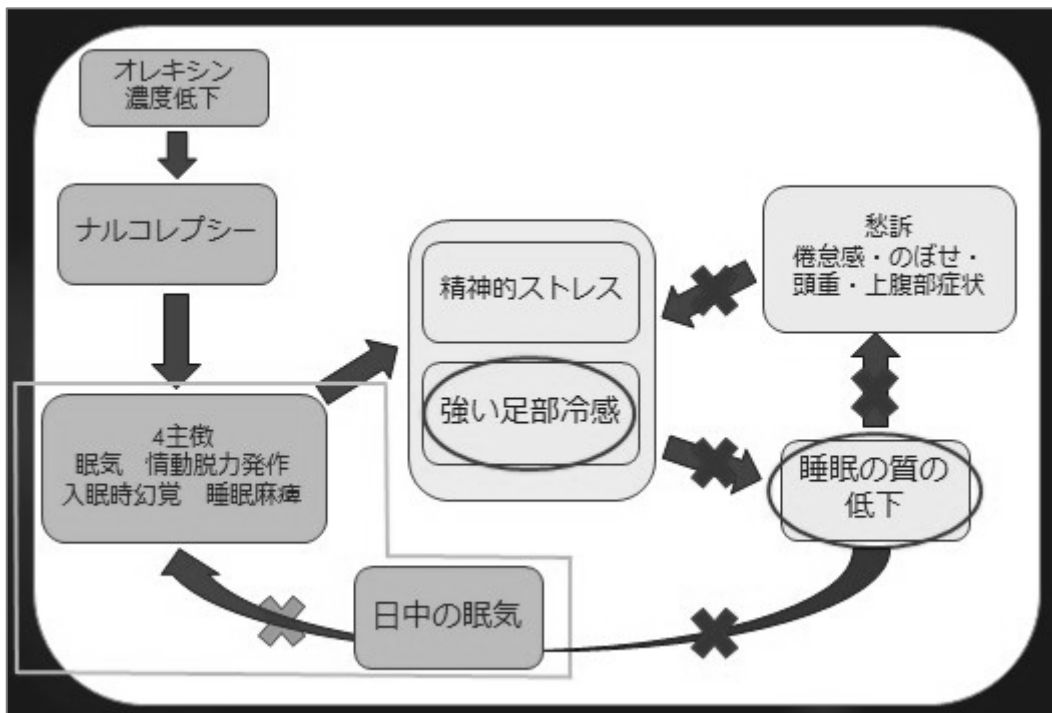 オレキシン
濃度低下
ナルコレプシー
精神的ストレス
強い足部冷感
愁訴
倦怠感・のぼせ・
頭重・上腹部症状
4主徴
眠気　情動脱力発作
入眠時幻覚　睡眠麻痺
睡眠の質の
低下
日中の眠気